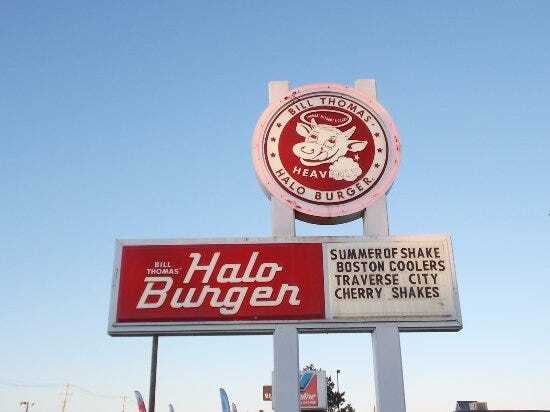 BILL THOMAS'
HEAVENLY
HALO BURGER
BILL
THOMAS'
Halo
Burger
SUMMER OF SHAKE
BOSTON COOLERS
TRAVERSE CITY
CHERRY SHAKES